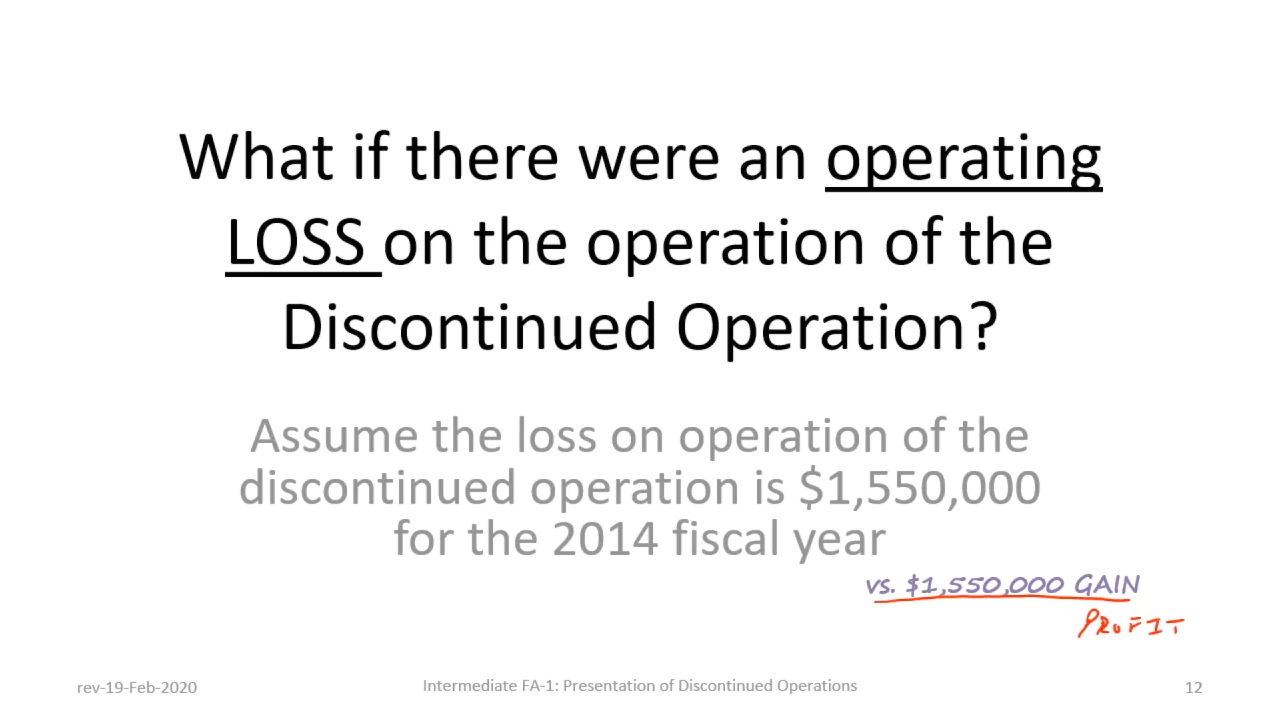 What if there were an operating
LOSS on the operation of the
Discontinued Operation?
Assume the loss on operation of the
discontinued operation is $1,550,000
for the 2014 fiscal year
vs. $1,550,000 GAIN
PROFIT
rev-19-Feb-2020
Intermediate FA-1: Presentation of Discontinued Operations
12